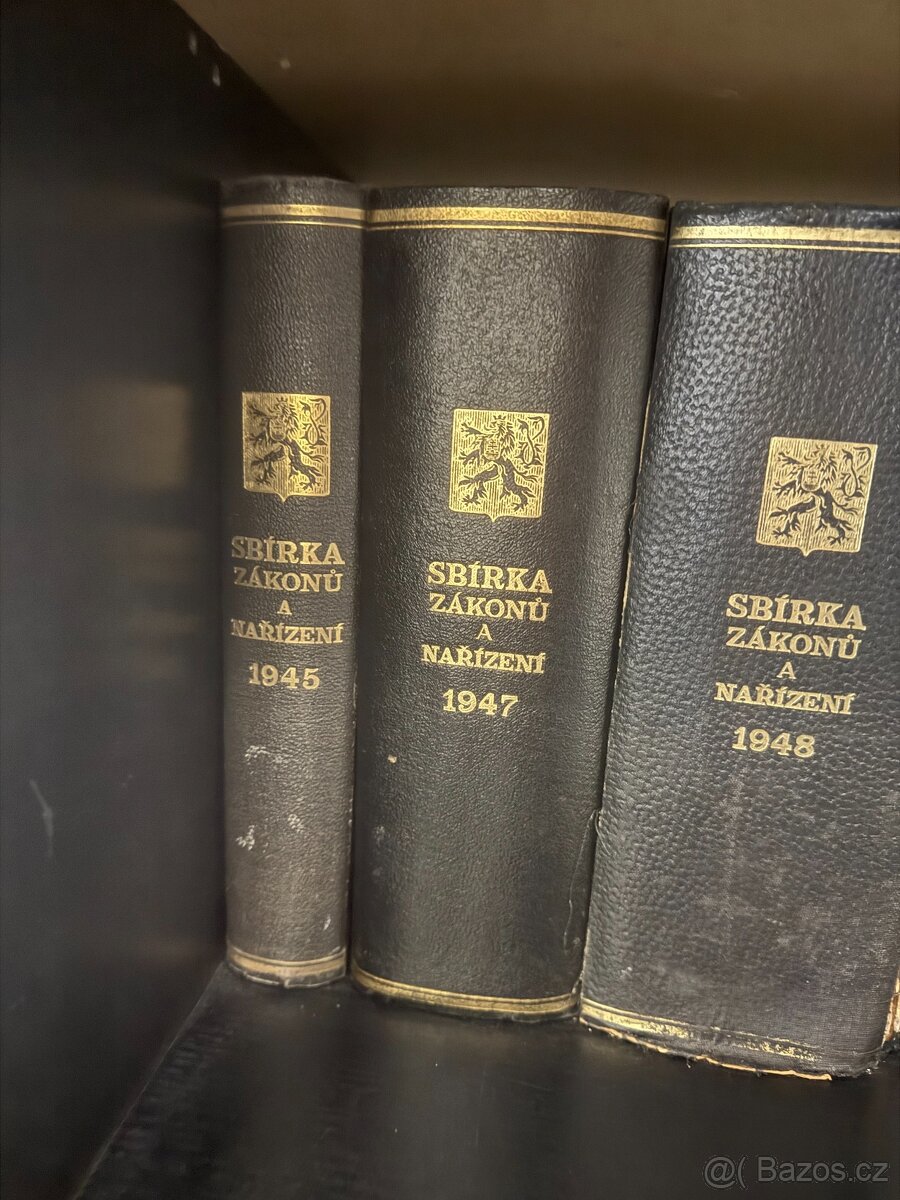 SBÍRKA
ZÁKONŮ
A
NAŘÍZENÍ
1945
SBÍRKA
ZÁKONŮ
A
NAŘÍZENÍ
1947
SBÍRKA
ZÁKONŮ
A
NAŘÍZENÍ
1948
@( Bazos.cz